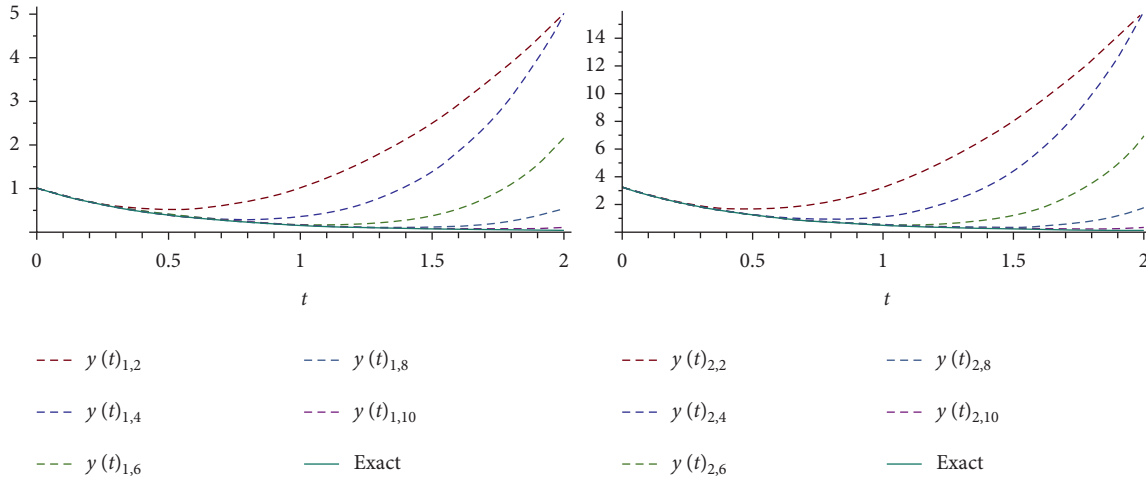 5
4
3
2
1
0
0.5
1
1.5
2
t
y (t)1,2
y (t)1,8
y (t)1,4
y (t)1,10
y (t)1,6
Exact
14
12
10
8
6
4
2
0
0.5
1
1.5
2
t
y (t)2,2
y (t)2,8
y (t)2,4
y (t)2,10
y (t)2,6
Exact